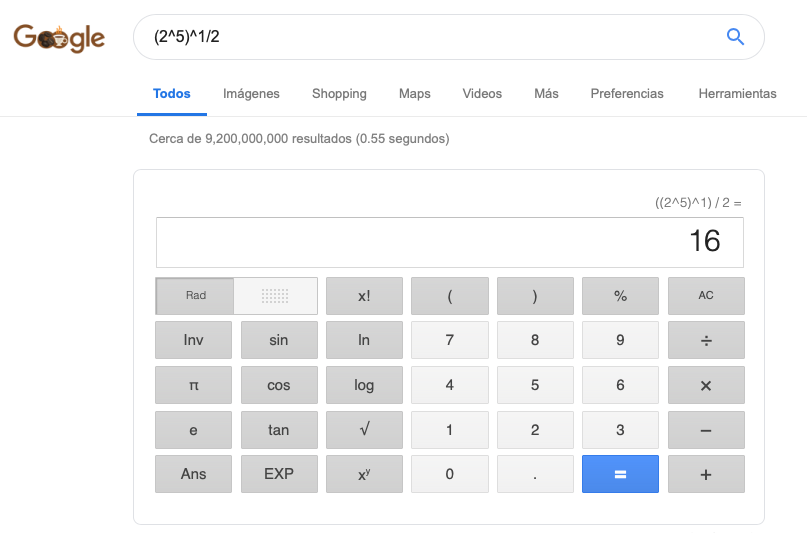 Google
(2^5)^1/2
Todos Imágenes Shopping Maps Videos Más Preferencias Herramientas
Cerca de 9,200,000,000 resultados (0.55 segundos)
((2^5)^1) / 2 =
16
Rad x! ( ) % AC
Inv sin ln 7 8 9 ÷
π cos log 4 5 6 ×
e tan √ 1 2 3 −
Ans EXP xʸ 0 . = +